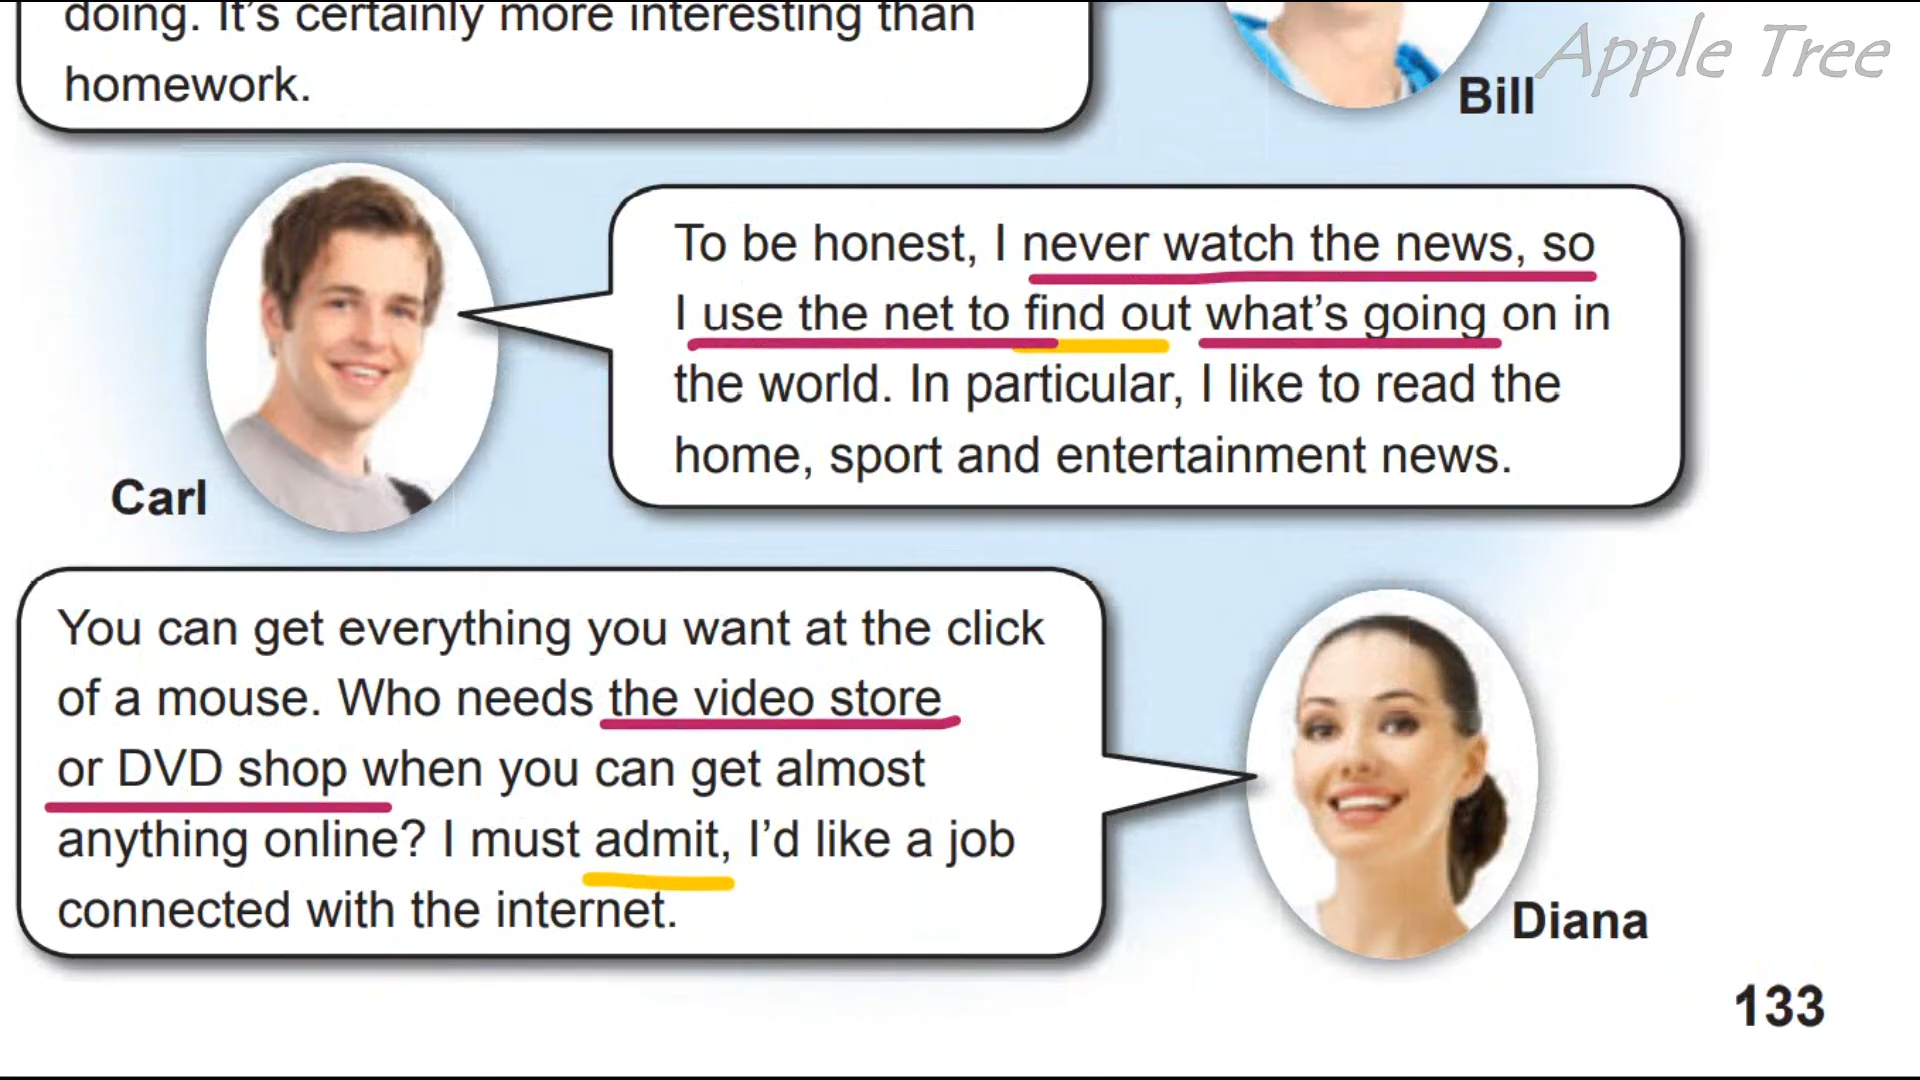 doing. It's certainly more interesting than
homework.
Apple Tree
Bill
To be honest, I never watch the news, so
I use the net to find out what's going on in
the world. In particular, I like to read the
home, sport and entertainment news.
Carl
You can get everything you want at the click
of a mouse. Who needs the video store
or DVD shop when you can get almost
anything online? I must admit, I'd like a job
connected with the internet.
Diana
133